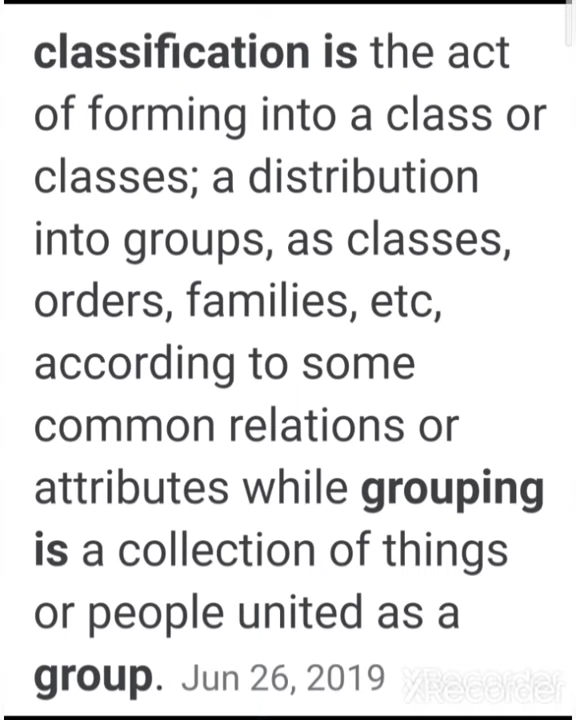 classification is the act
of forming into a class or
classes; a distribution
into groups, as classes,
orders, families, etc,
according to some
common relations or
attributes while grouping
is a collection of things
or people united as a
group. Jun 26, 2019
XRecorder